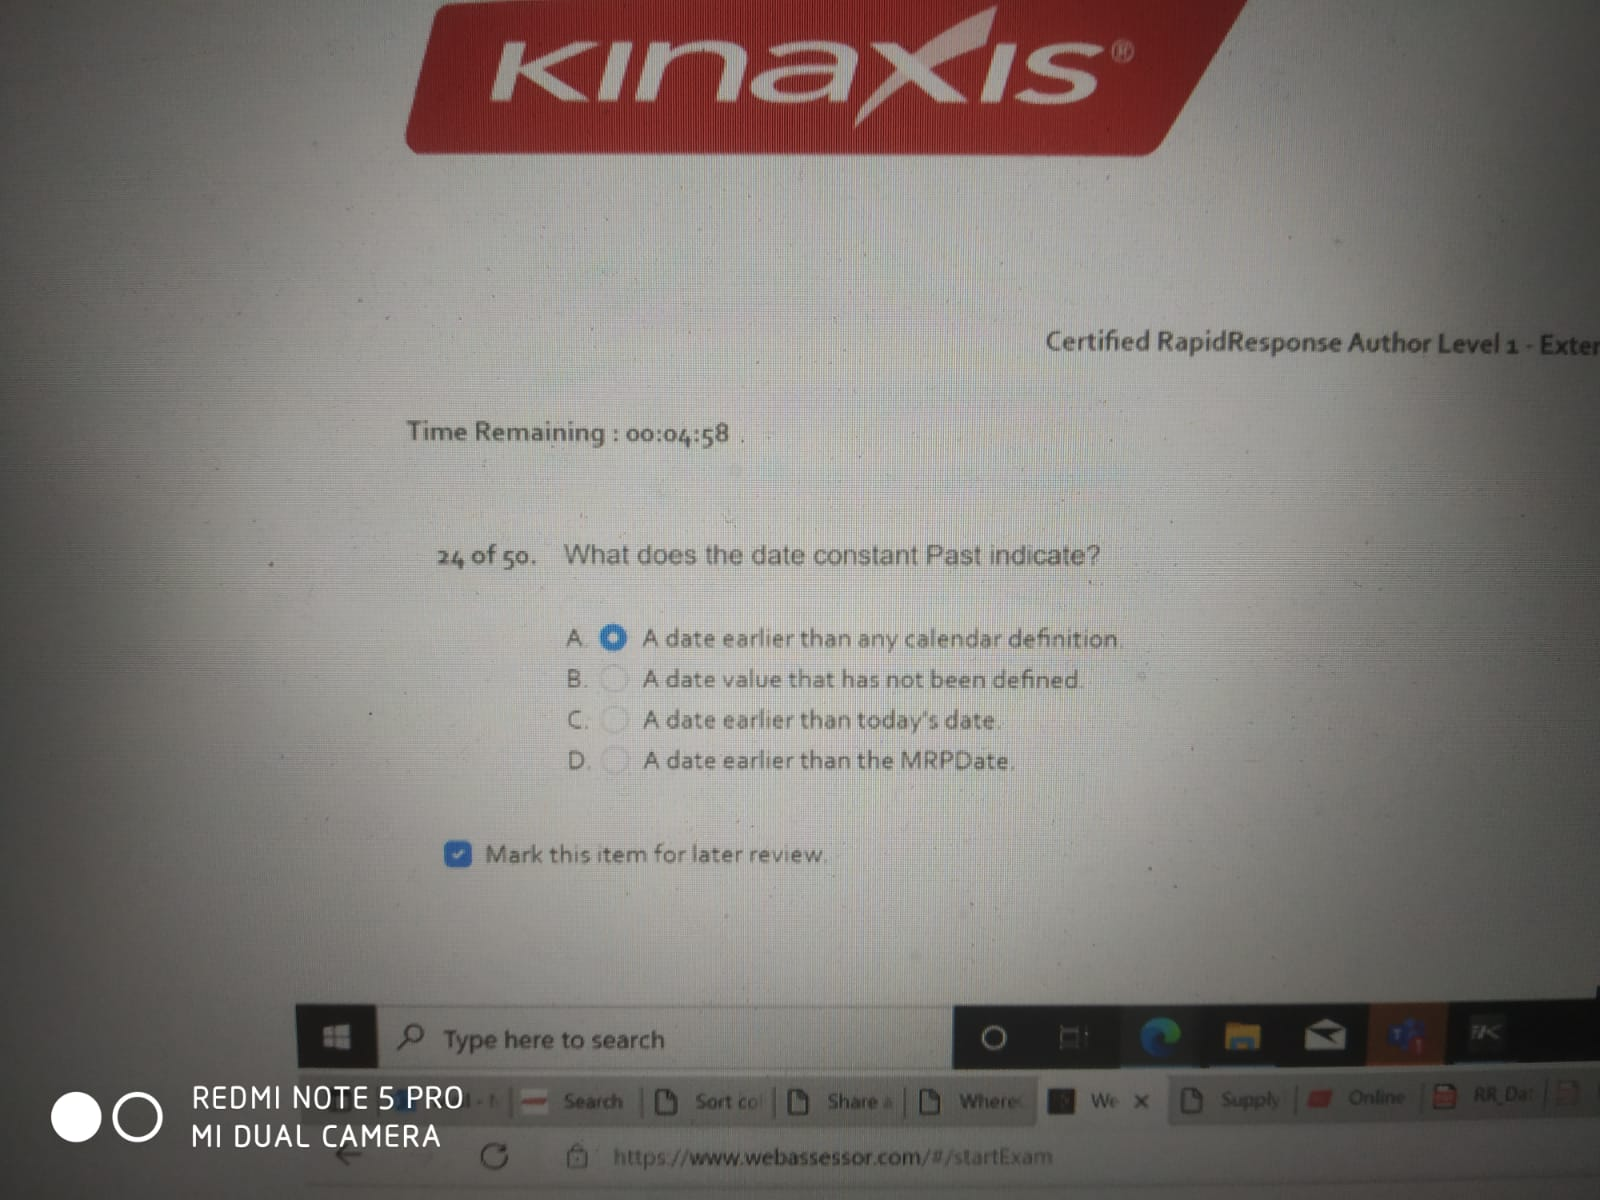 KINAXIS®
Certified RapidResponse Author Level 1 - Exter
Time Remaining : 00:04:58 .
24 of 50. What does the date constant Past indicate?
A. A date earlier than any calendar definition.
B. A date value that has not been defined.
C. A date earlier than today's date.
D. A date earlier than the MRPDate.
Mark this item for later review.
Type here to search
Search Sort col Share a Where We Supply Online RR_Dat
https://www.webassessor.com/#/startExam
REDMI NOTE 5 PRO
MI DUAL CAMERA